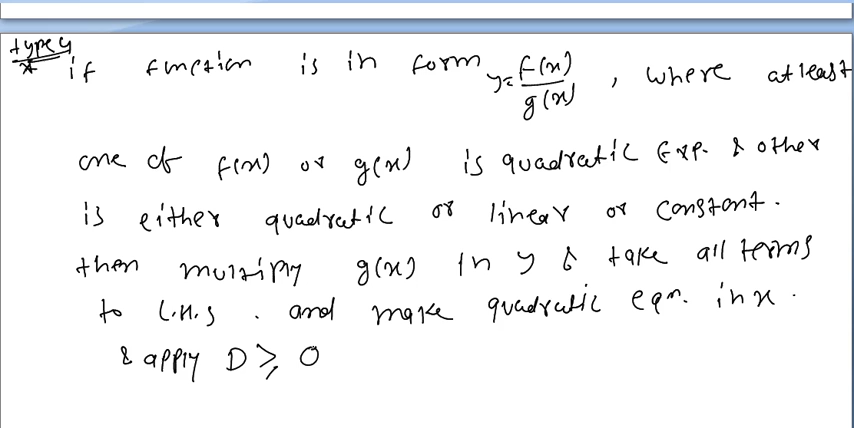 type 4
if function is in form y = f(x)/g(x) , where atleast
one of f(x) or g(x) is quadratic Exp. & other
is either quadratic or linear or constant.
then multiply g(x) in y & take all terms
to L.H.S . and make quadratic eqn. in x .
& apply D ≥ 0